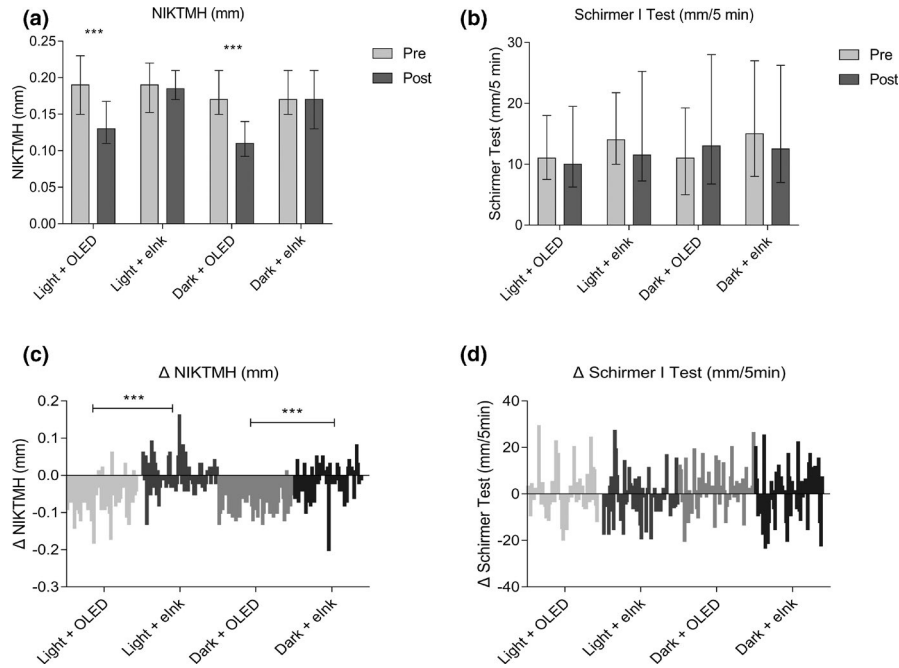 (a)
NIKTMH (mm)
***
***
Pre
Post
NIKTMH (mm)
0.25
0.20
0.15
0.10
0.05
0.00
Light + OLED
Light + eInk
Dark + OLED
Dark + eInk
(b)
Schirmer I Test (mm/5 min)
Pre
Post
Schirmer Test (mm/5 min)
30
20
10
0
Light + OLED
Light + eInk
Dark + OLED
Dark + eInk
(c)
Δ NIKTMH (mm)
***
***
Δ NIKTMH (mm)
0.2
0.1
0.0
-0.1
-0.2
-0.3
Light + OLED
Light + eInk
Dark + OLED
Dark + eInk
(d)
Δ Schirmer I Test (mm/5min)
Δ Schirmer Test (mm/5min)
40
20
0
-20
-40
Light + OLED
Light + eInk
Dark + OLED
Dark + eInk